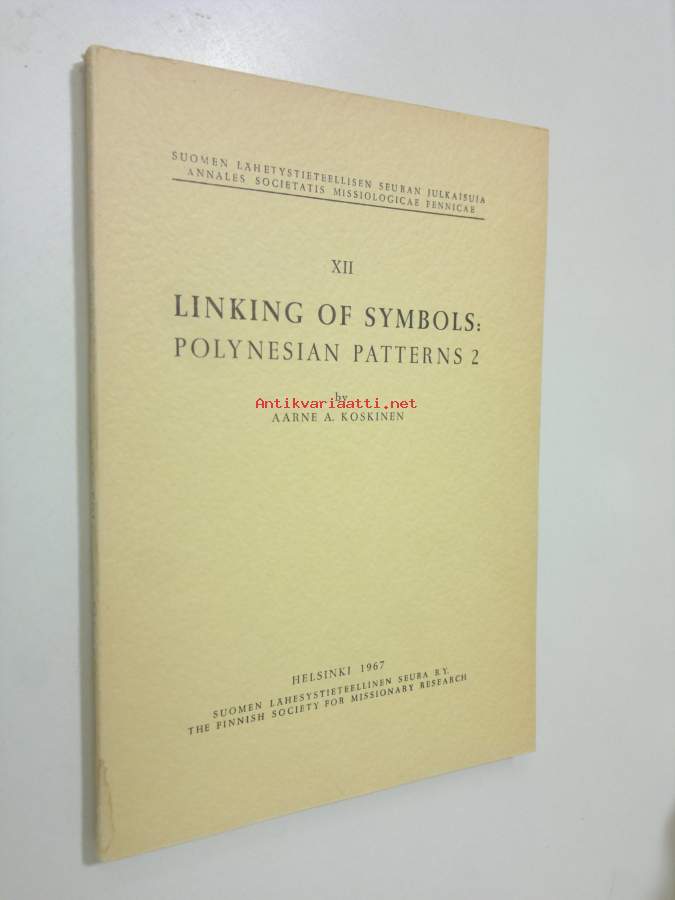 SUOMEN LÄHETYSTIETEELLISEN SEURAN JULKAISUJA
ANNALES SOCIETATIS MISSIOLOGICAE FENNICAE
XII
LINKING OF SYMBOLS:
POLYNESIAN PATTERNS 2
by
Antikvariaatti.net
AARNE A. KOSKINEN
HELSINKI 1967
SUOMEN LÄHESYSTIETEELLINEN SEURA R.Y.
THE FINNISH SOCIETY FOR MISSIONARY RESEARCH